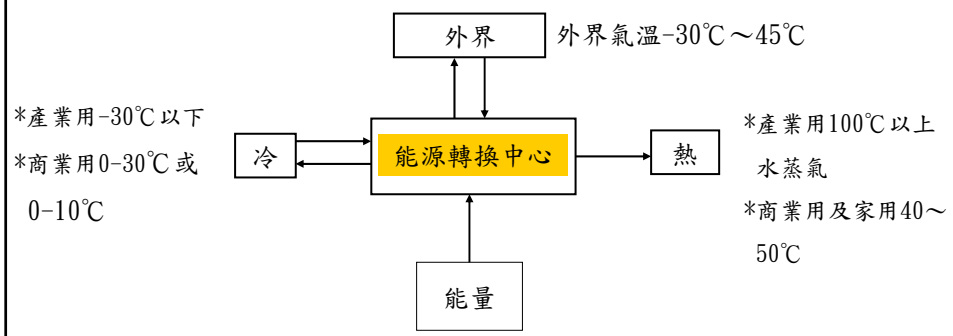 外界
外界氣溫-30℃～45℃
*產業用-30℃以下
*商業用0-30℃或
0-10℃
冷
能源轉換中心
熱
*產業用100℃以上
水蒸氣
*商業用及家用40～
50℃
能量